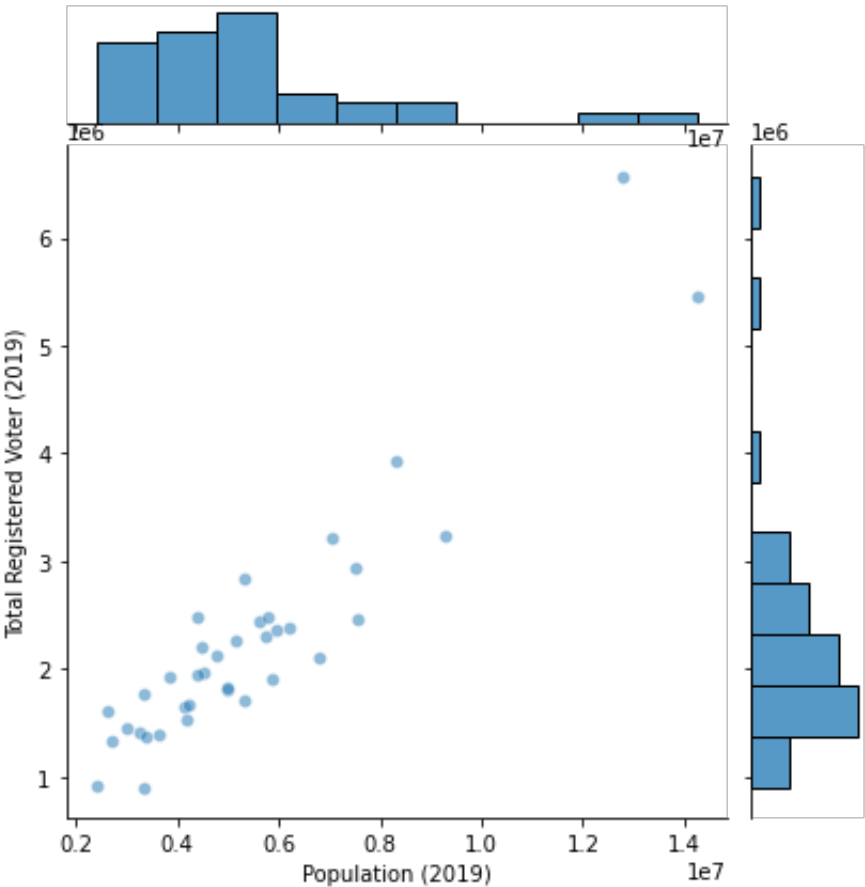 1e6
1e7
1e6
6
5
4
3
2
1
Total Registered Voter (2019)
0.2 0.4 0.6 0.8 1.0 1.2 1.4
Population (2019)
1e7